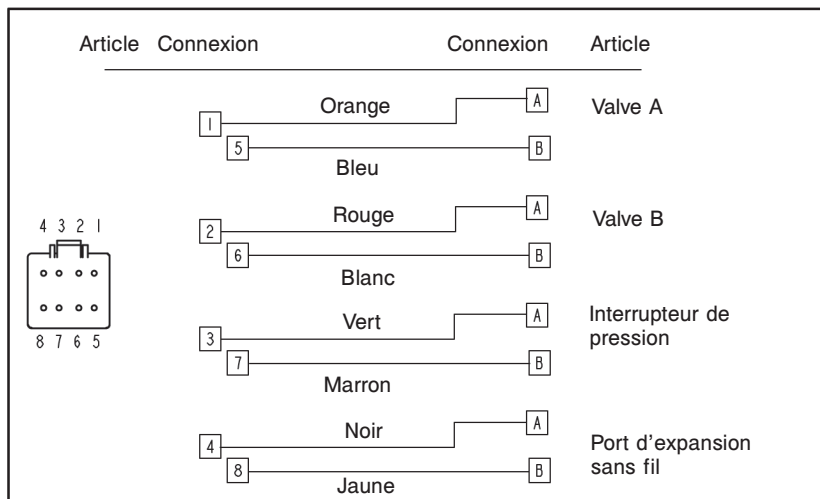 Article Connexion Connexion Article
Orange
1 A Valve A
5 B
Bleu
Rouge
2 A Valve B
6 B
Blanc
4 3 2 1
8 7 6 5
Vert
3 A Interrupteur de
pression
7 B
Marron
Noir
4 A Port d'expansion
sans fil
8 B
Jaune